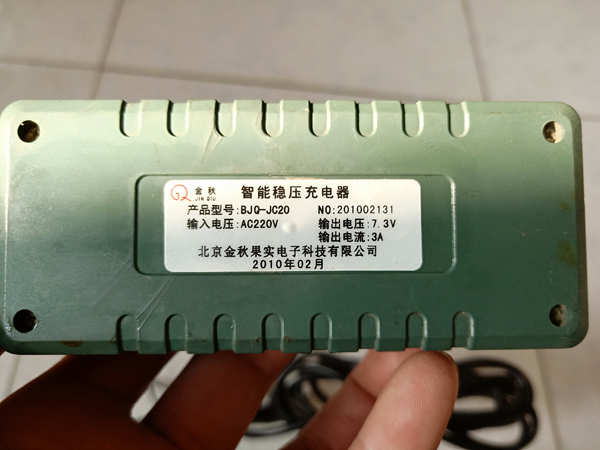 金秋
JIN QIU
智能稳压充电器
产品型号:BJQ-JC20 NO:201002131
输入电压:AC220V 输出电压:7.3V
输出电流:3A
北京金秋果实电子科技有限公司
2010年02月